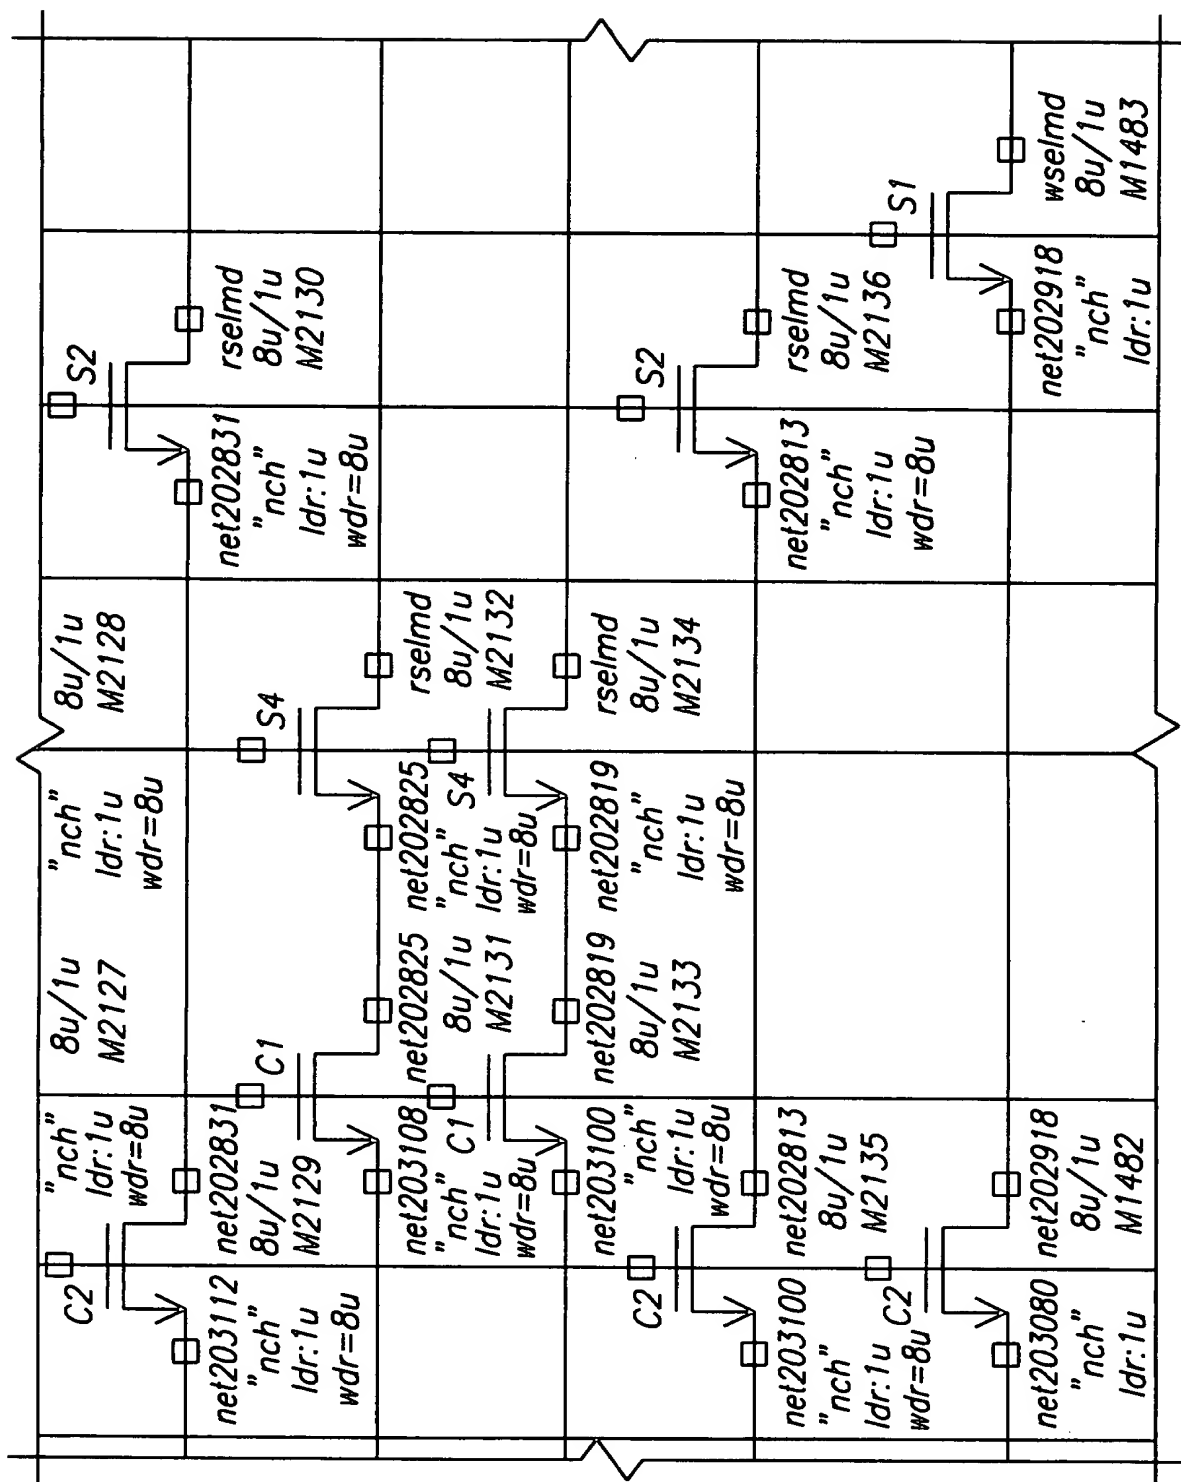 "nch"
ldr:1u
wdr=8u
8u/1u
M2127
"nch"
ldr:1u
wdr=8u
8u/1u
M2128
C2
net203112
"nch"
ldr:1u
wdr=8u
net202831
8u/1u
M2129
S2
net202831
"nch"
ldr:1u
wdr=8u
rselmd
8u/1u
M2130
C1
net203108
"nch"
ldr:1u
wdr=8u
net202825
8u/1u
M2131
S4
net202825
"nch"
ldr:1u
wdr=8u
rselmd
8u/1u
M2132
C1
net203100
"nch"
ldr:1u
wdr=8u
net202819
8u/1u
M2133
S4
net202819
"nch"
ldr:1u
wdr=8u
rselmd
8u/1u
M2134
C2
net203100
"nch"
ldr:1u
wdr=8u
net202813
8u/1u
M2135
S2
net202813
"nch"
ldr:1u
wdr=8u
rselmd
8u/1u
M2136
C2
net203080
"nch"
ldr:1u
net202918
8u/1u
M1482
S1
net202918
"nch"
ldr:1u
wselmd
8u/1u
M1483